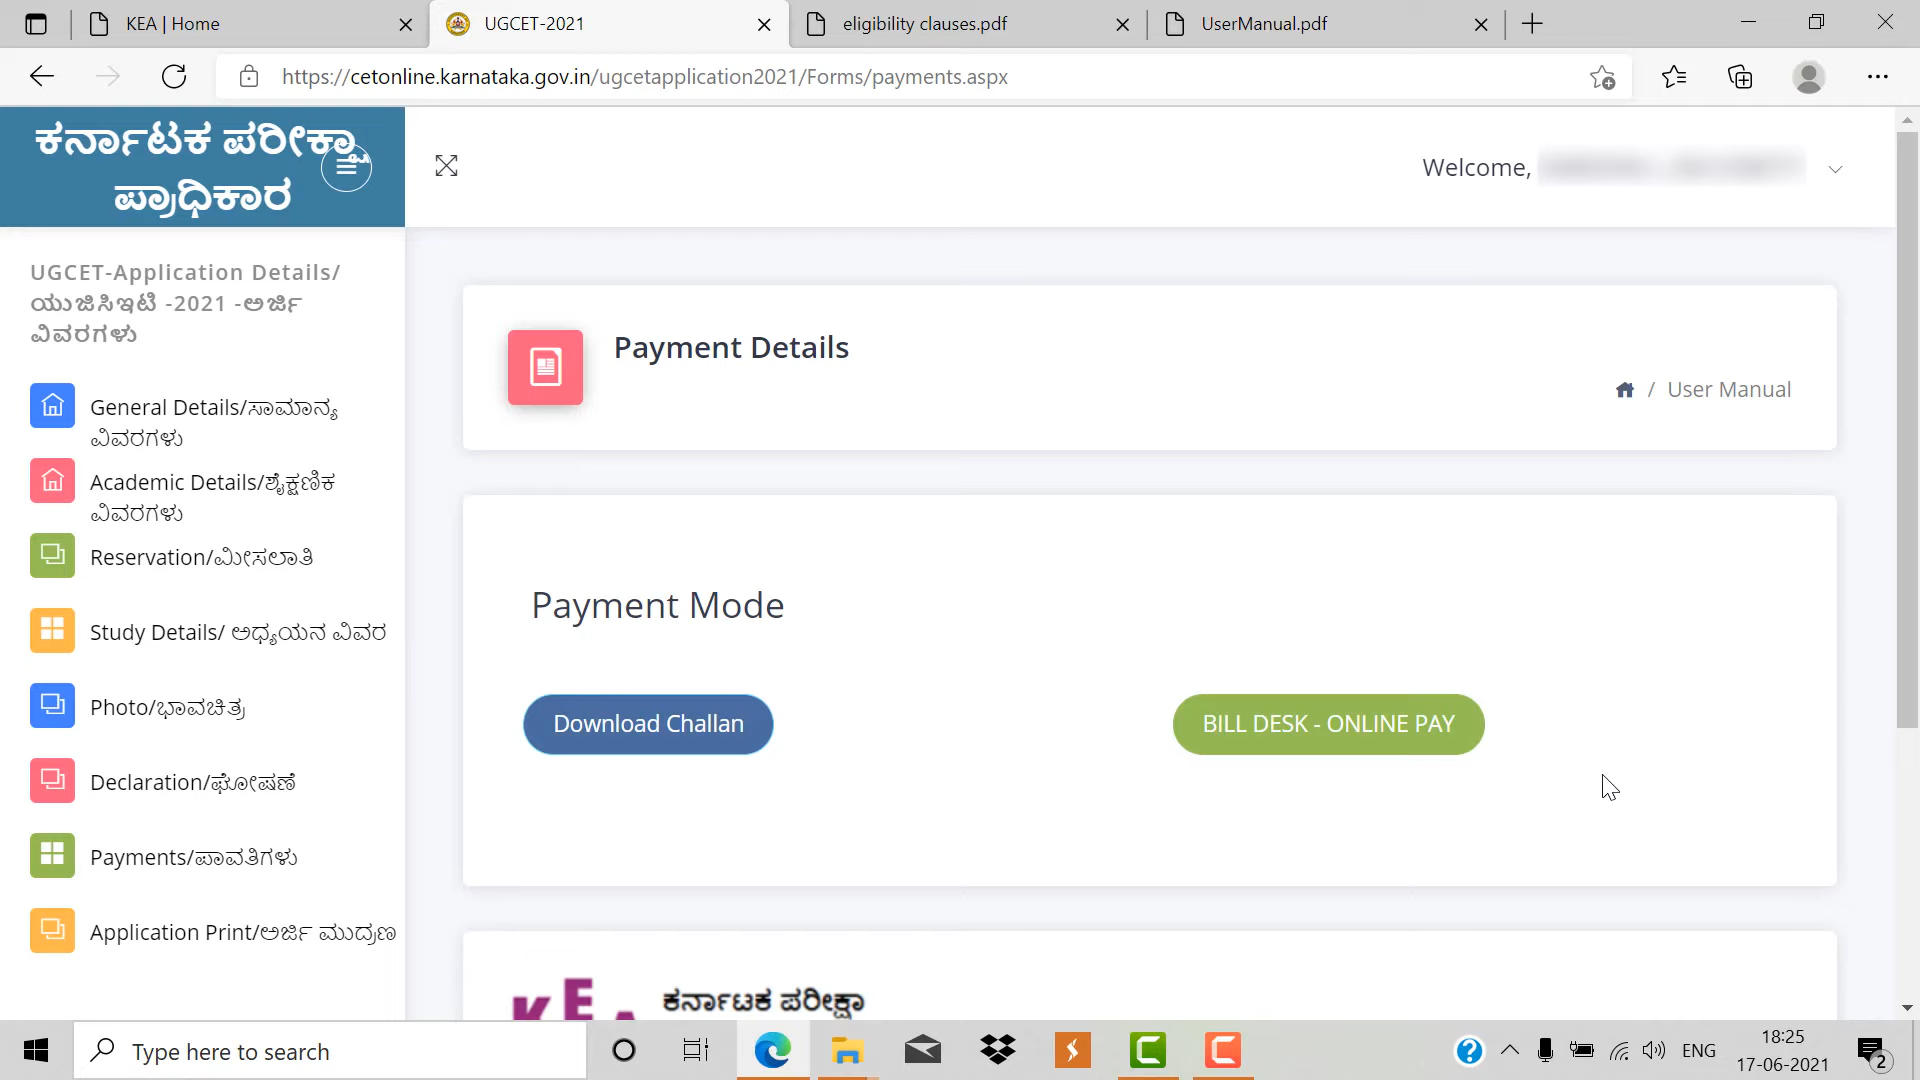 KEA | Home
UGCET-2021
eligibility clauses.pdf
UserManual.pdf
https://cetonline.karnataka.gov.in/ugcetapplication2021/Forms/payments.aspx
ಕರ್ನಾಟಕ ಪರೀಕ್ಷಾ
ಪ್ರಾಧಿಕಾರ
Welcome,
UGCET-Application Details/
ಯುಜಿಸಿಇಟಿ -2021 -ಅರ್ಜಿ
ವಿವರಗಳು
General Details/ಸಾಮಾನ್ಯ
ವಿವರಗಳು
Academic Details/ಶೈಕ್ಷಣಿಕ
ವಿವರಗಳು
Reservation/ಮೀಸಲಾತಿ
Study Details/ ಅಧ್ಯಯನ ವಿವರ
Photo/ಭಾವಚಿತ್ರ
Declaration/ಘೋಷಣೆ
Payments/ಪಾವತಿಗಳು
Application Print/ಅರ್ಜಿ ಮುದ್ರಣ
Payment Details
/ User Manual
Payment Mode
Download Challan
BILL DESK - ONLINE PAY
KEA
ಕರ್ನಾಟಕ ಪರೀಕ್ಷಾ
Type here to search
ENG
18:25
17-06-2021
2